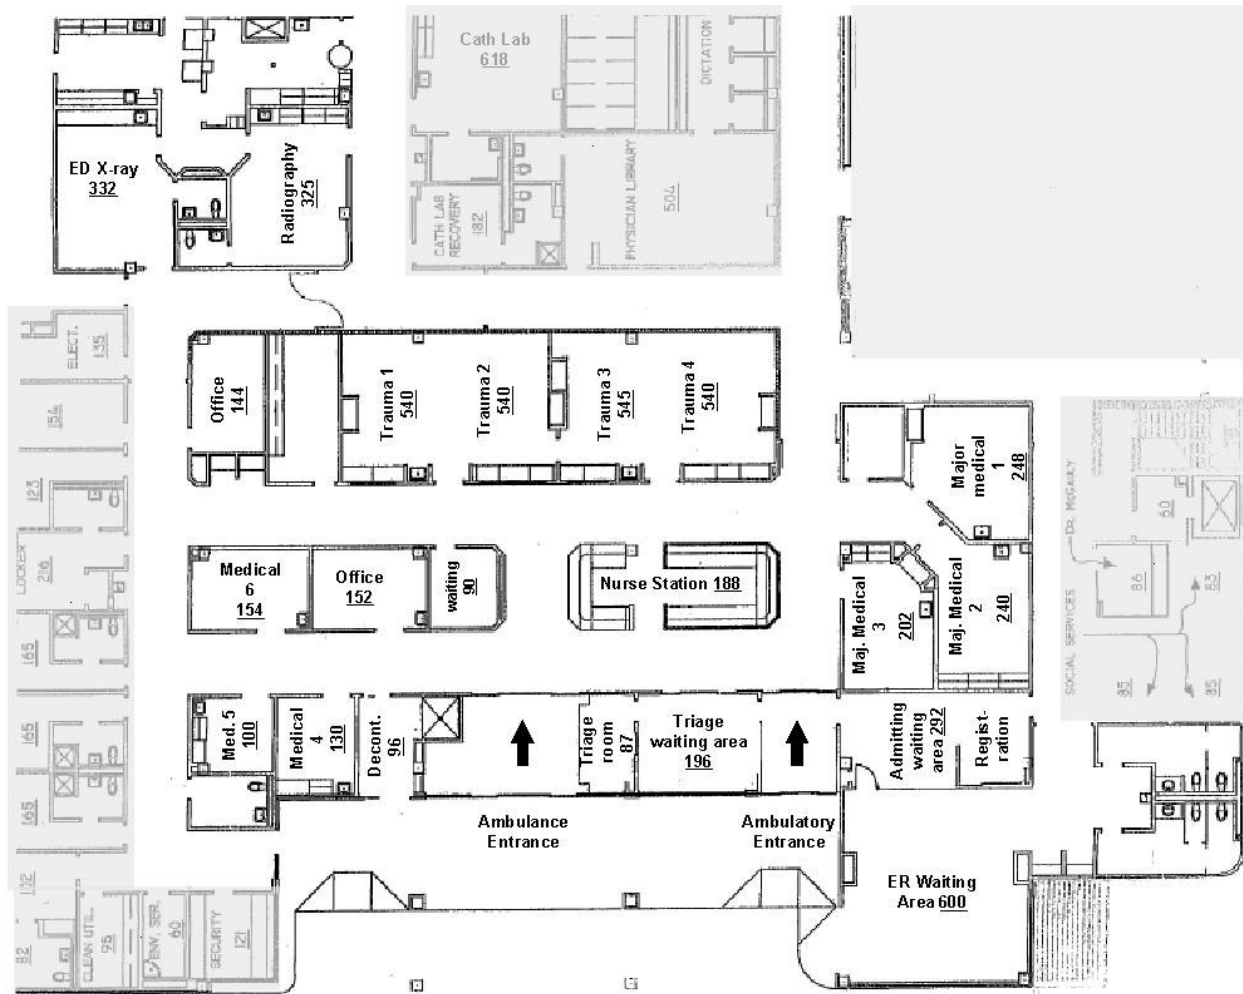 Cath Lab
618
DICTATION
ED X-ray
332
Radiography
325
CATH LAB
RECOVERY
182
PHYSICIAN LIBRARY
504
ELECT.
135
154
123
LOCKER
216
165
165
165
132
Office
144
Trauma 1
540
Trauma 2
540
Trauma 3
545
Trauma 4
540
Major
medical
1
248
DR. McGAULY
60
86
83
SOCIAL SERVICES
85
85
Medical
6
154
Office
152
waiting
90
Nurse Station 188
Maj. Medical
3
202
Maj. Medical
2
240
Med. 5
100
Medical
4
130
Decont.
96
Triage
room
87
Triage
waiting area
196
Admitting
waiting
area 292
Regist-
ration
Ambulance
Entrance
Ambulatory
Entrance
ER Waiting
Area 600
82
CLEAN UTIL.
95
ENV. SER.
60
SECURITY
121